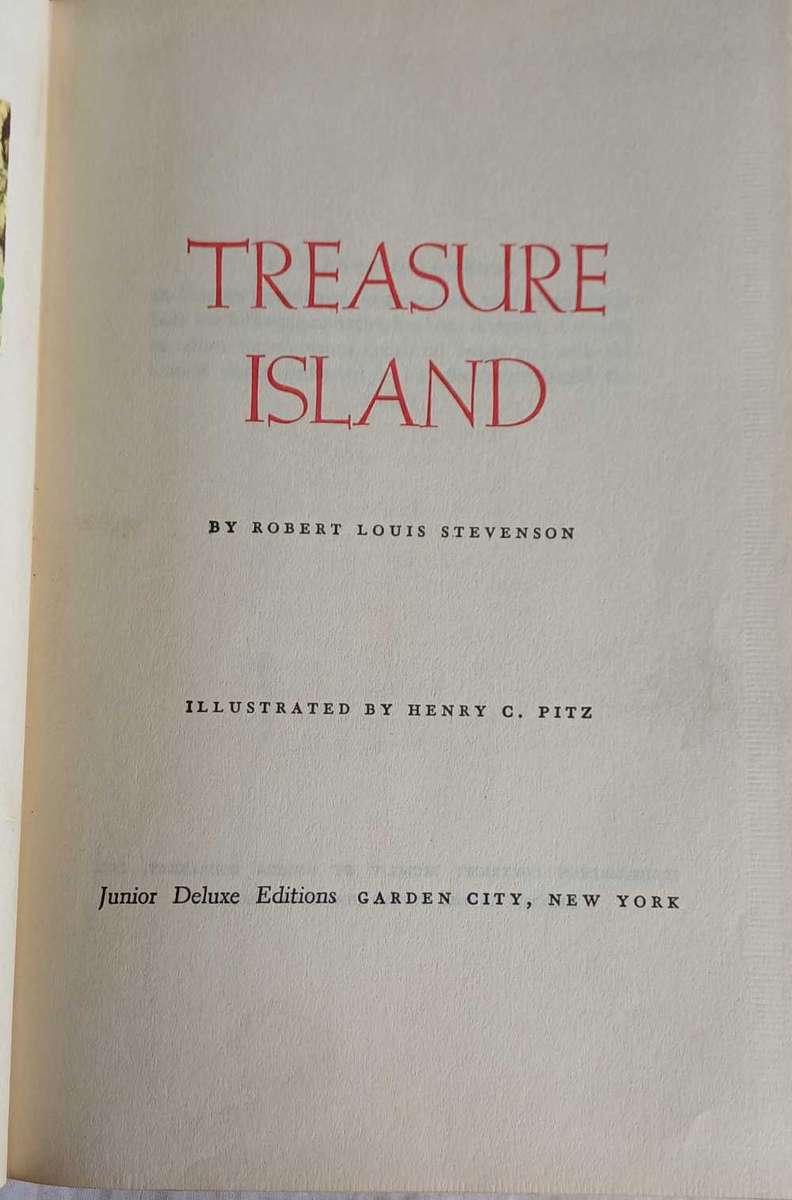 TREASURE
ISLAND
BY ROBERT LOUIS STEVENSON
ILLUSTRATED BY HENRY C. PITZ
Junior Deluxe Editions GARDEN CITY, NEW YORK